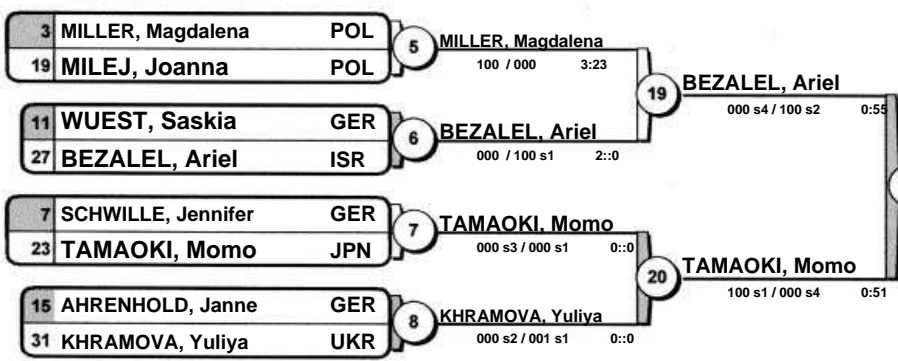 3 MILLER, Magdalena POL
19 MILEJ, Joanna POL
5
MILLER, Magdalena
100 / 000 3:23
11 WUEST, Saskia GER
27 BEZALEL, Ariel ISR
6
BEZALEL, Ariel
000 / 100 s1 2::0
19
BEZALEL, Ariel
000 s4 / 100 s2 0:55
7 SCHWILLE, Jennifer GER
23 TAMAOKI, Momo JPN
7
TAMAOKI, Momo
000 s3 / 000 s1 0::0
15 AHRENHOLD, Janne GER
31 KHRAMOVA, Yuliya UKR
8
KHRAMOVA, Yuliya
000 s2 / 001 s1 0::0
20
TAMAOKI, Momo
100 s1 / 000 s4 0:51